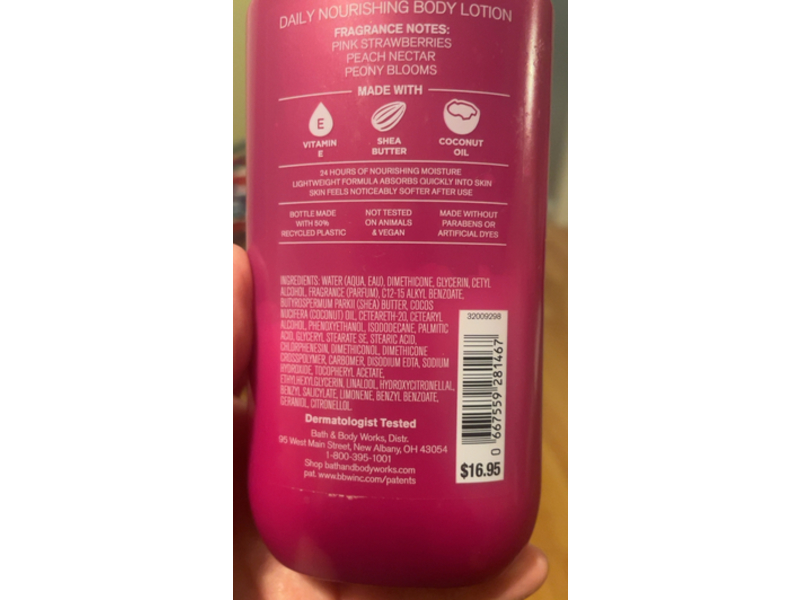 DAILY NOURISHING BODY LOTION
FRAGRANCE NOTES:
PINK STRAWBERRIES
PEACH NECTAR
PEONY BLOOMS
MADE WITH
E
VITAMIN
E
SHEA
BUTTER
COCONUT
OIL
24 HOURS OF NOURISHING MOISTURE
LIGHTWEIGHT FORMULA ABSORBS QUICKLY INTO SKIN
SKIN FEELS NOTICEABLY SOFTER AFTER USE
BOTTLE MADE
WITH 50%
RECYCLED PLASTIC
NOT TESTED
ON ANIMALS
& VEGAN
MADE WITHOUT
PARABENS OR
ARTIFICIAL DYES
INGREDIENTS: WATER (AQUA, EAU), DIMETHICONE, GLYCERIN, CETYL
ALCOHOL, FRAGRANCE (PARFUM), C12-15 ALKYL BENZOATE,
BUTYROSPERMUM PARKII (SHEA) BUTTER, COCOS
NUCIFERA (COCONUT) OIL, CETEARETH-20, CETEARYL
ALCOHOL, PHENOXYETHANOL, ISODODECANE, PALMITIC
ACID, GLYCERYL STEARATE SE, STEARIC ACID,
CHLORPHENESIN, DIMETHICONOL, DIMETHICONE
CROSSPOLYMER, CARBOMER, DISODIUM EDTA, SODIUM
HYDROXIDE, TOCOPHERYL ACETATE,
ETHYLHEXYLGLYCERIN, LINALOOL, HYDROXYCITRONELLAL,
BENZYL SALICYLATE, LIMONENE, BENZYL BENZOATE,
GERANIOL, CITRONELLOL.
Dermatologist Tested
Bath & Body Works, Distr.
95 West Main Street, New Albany, OH 43054
1-800-395-1001
Shop bathandbodyworks.com
pat. www.bbwinc.com/patents
32009298
0 667559 281467
$16.95